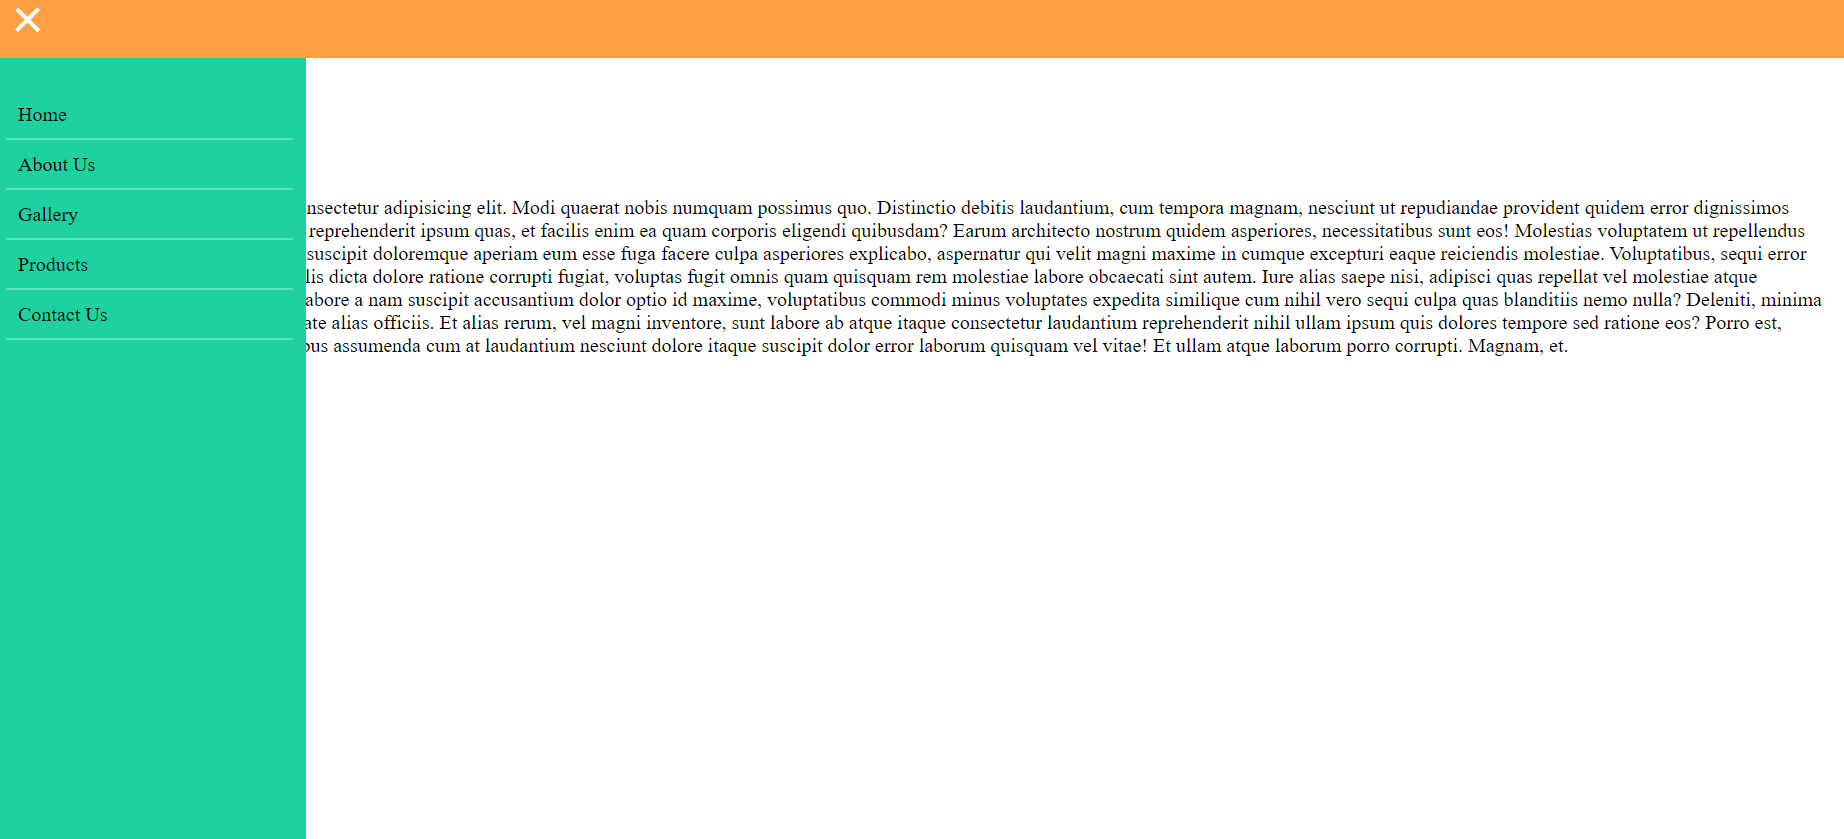 Home
About Us
Gallery
Products
Contact Us
adipisicing elit. Modi quaerat nobis numquam possimus quo. Distinctio debitis laudantium, cum tempora magnam, nesciunt ut repudiandae provident quidem error dignissimos
reprehenderit ipsum quas, et facilis enim ea quam corporis eligendi quibusdam? Earum architecto nostrum quidem asperiores, necessitatibus sunt eos! Molestias voluptatem ut repellendus
suscipit doloremque aperiam eum esse fuga facere culpa asperiores explicabo, aspernatur qui velit magni maxime in cumque excepturi eaque reiciendis molestiae. Voluptatibus, sequi error
dicta dolore ratione corrupti fugiat, voluptas fugit omnis quam quisquam rem molestiae labore obcaecati sint autem. Iure alias saepe nisi, adipisci quas repellat vel molestiae atque
a nam suscipit accusantium dolor optio id maxime, voluptatibus commodi minus voluptates expedita similique cum nihil vero sequi culpa quas blanditiis nemo nulla? Deleniti, minima
alias officiis. Et alias rerum, vel magni inventore, sunt labore ab atque itaque consectetur laudantium reprehenderit nihil ullam ipsum quis dolores tempore sed ratione eos? Porro est,
assumenda cum at laudantium nesciunt dolore itaque suscipit dolor error laborum quisquam vel vitae! Et ullam atque laborum porro corrupti. Magnam, et.